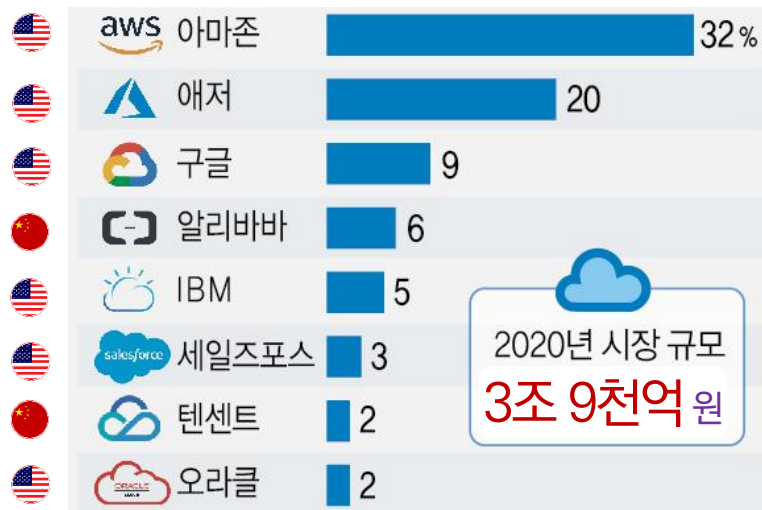 aws 아마존 32%
애저 20
구글 9
알리바바 6
IBM 5
salesforce 세일즈포스 3
텐센트 2
ORACLE 오라클 2
2020년 시장 규모
3조 9천억 원